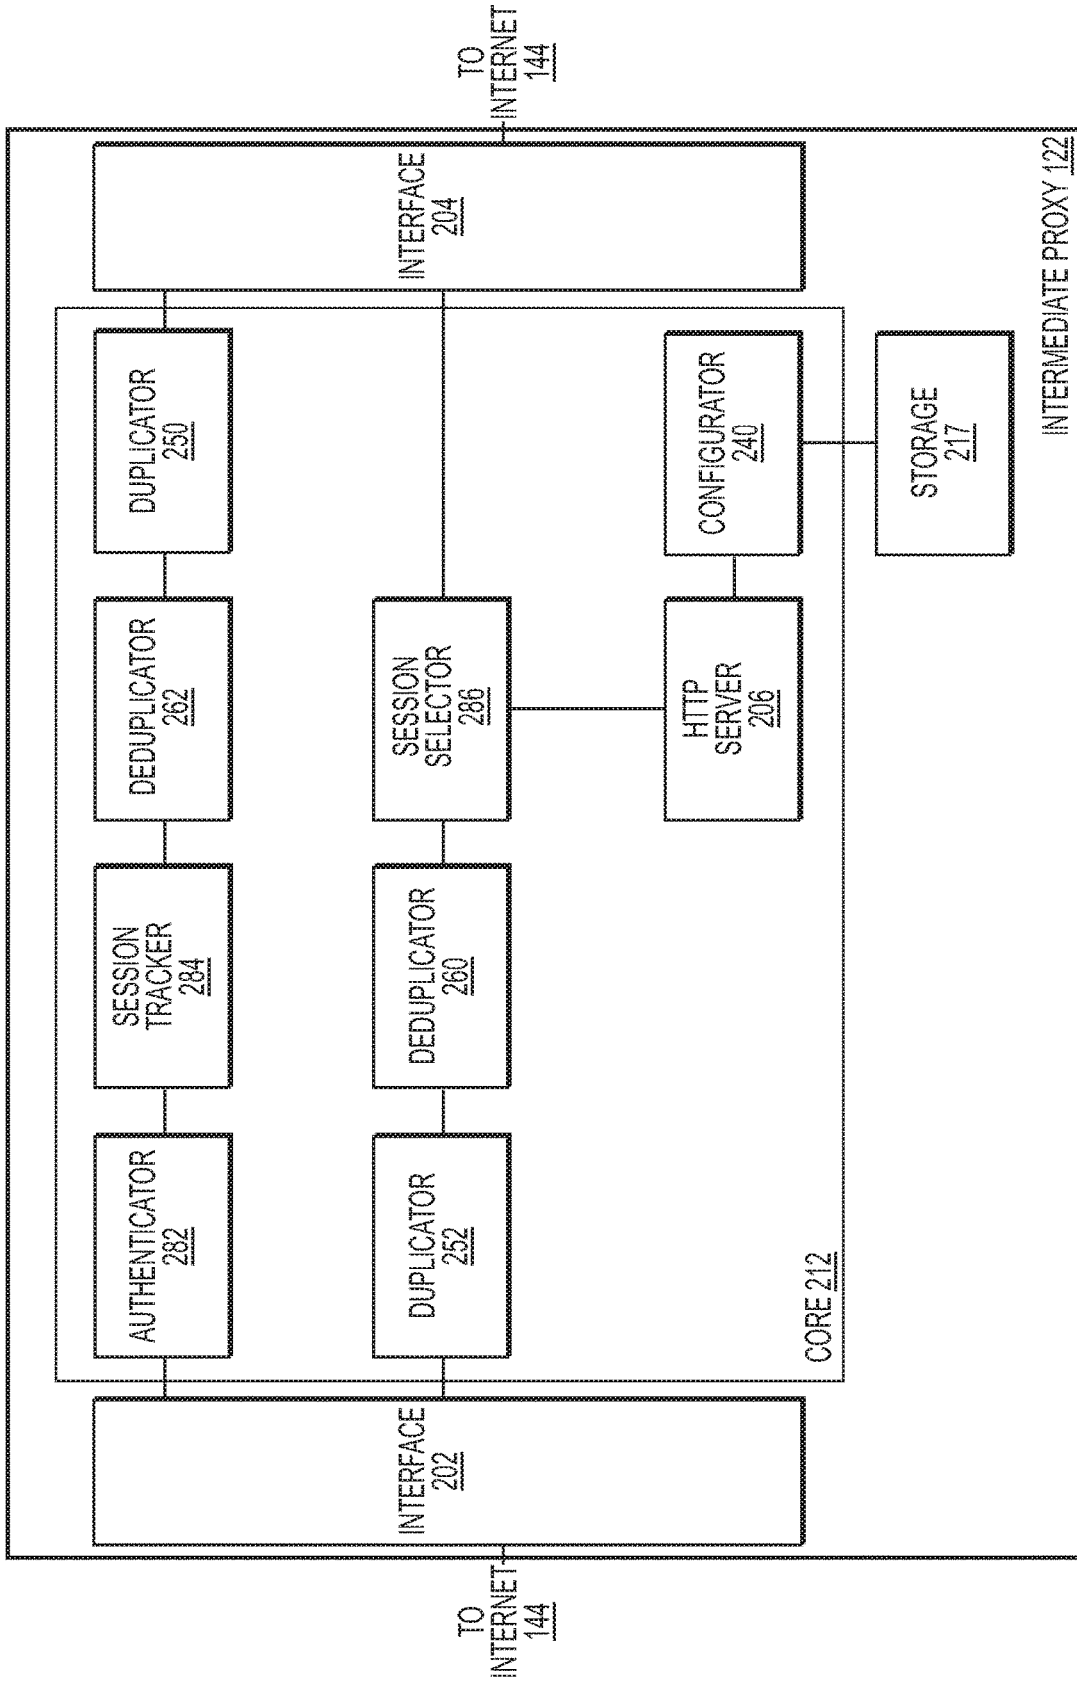 TO
INTERNET
144
INTERFACE
202
AUTHENTICATOR
282
SESSION
TRACKER
284
DEDUPLICATOR
262
DUPLICATOR
250
DUPLICATOR
252
DEDUPLICATOR
260
SESSION
SELECTOR
286
HTTP
SERVER
206
CONFIGURATOR
240
CORE 212
STORAGE
217
INTERFACE
204
TO
INTERNET
144
INTERMEDIATE PROXY 122